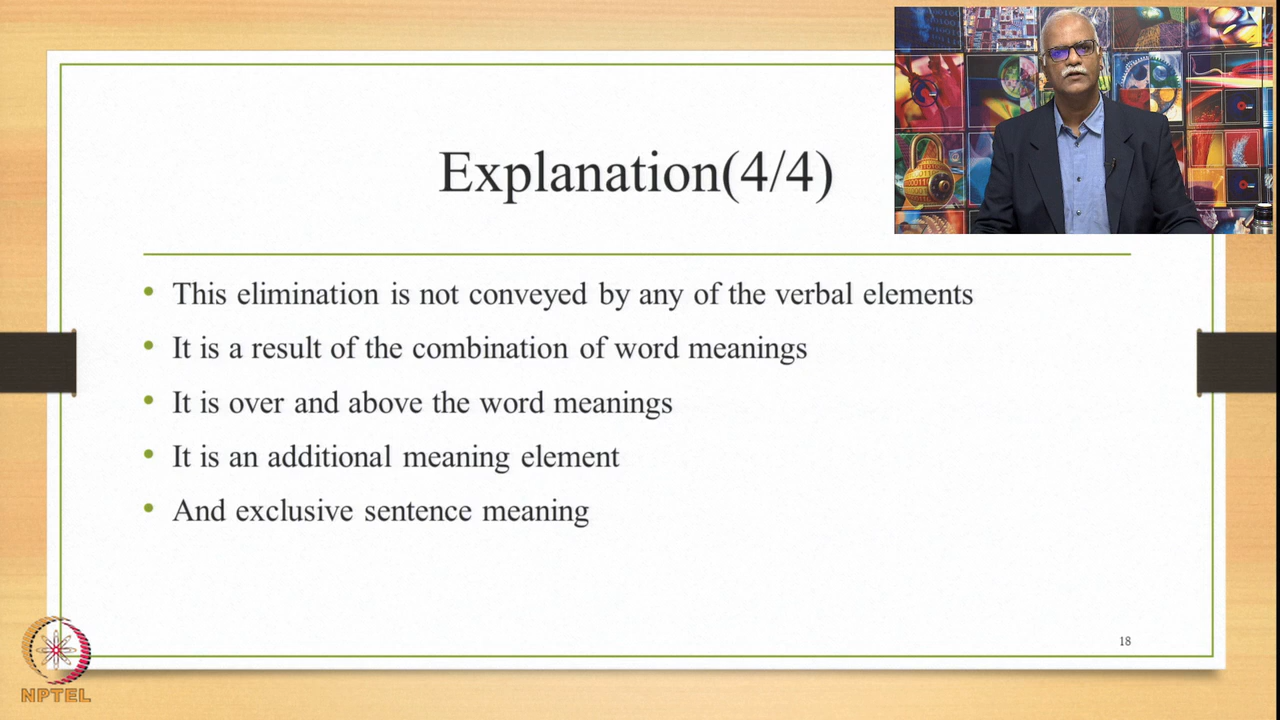 Explanation(4/4)
• This elimination is not conveyed by any of the verbal elements
• It is a result of the combination of word meanings
• It is over and above the word meanings
• It is an additional meaning element
• And exclusive sentence meaning
18
NPTEL